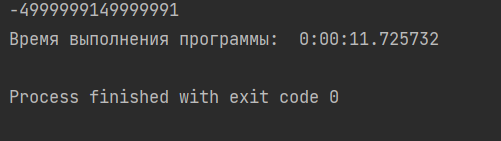 -4999999149999991
Время выполнения программы:  0:00:11.725732
Process finished with exit code 0